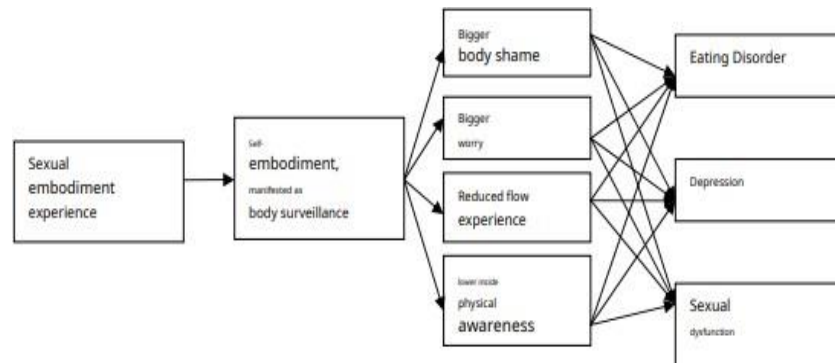 Sexual
embodiment
experience
Self-
embodiment,
manifested as
body surveillance
Bigger
body shame
Bigger
worry
Reduced flow
experience
lower inside
physical
awareness
Eating Disorder
Depression
Sexual
dysfunction